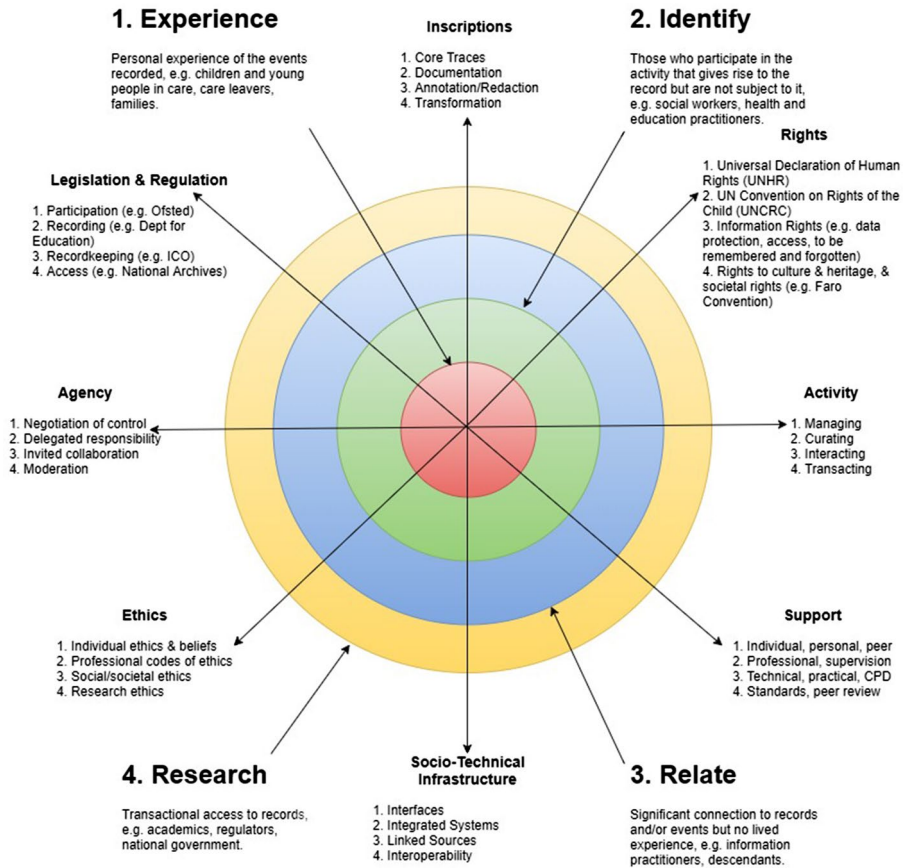 1. Experience
Personal experience of the events
recorded, e.g. children and young
people in care, care leavers,
families.
Inscriptions
1. Core Traces
2. Documentation
3. Annotation/Redaction
4. Transformation
2. Identify
Those who participate in the
activity that gives rise to the
record but are not subject to it,
e.g. social workers, health and
education practitioners.
Rights
1. Universal Declaration of Human
Rights (UNHR)
2. UN Convention on Rights of the
Child (UNCRC)
3. Information Rights (e.g. data
protection, access, to be
remembered and forgotten)
4. Rights to culture & heritage, &
societal rights (e.g. Faro
Convention)
Legislation & Regulation
1. Participation (e.g. Ofsted)
2. Recording (e.g. Dept for
Education)
3. Recordkeeping (e.g. ICO)
4. Access (e.g. National Archives)
Agency
1. Negotiation of control
2. Delegated responsibility
3. Invited collaboration
4. Moderation
Activity
1. Managing
2. Curating
3. Interacting
4. Transacting
Ethics
1. Individual ethics & beliefs
2. Professional codes of ethics
3. Social/societal ethics
4. Research ethics
Support
1. Individual, personal, peer
2. Professional, supervision
3. Technical, practical, CPD
4. Standards, peer review
4. Research
Transactional access to records,
e.g. academics, regulators,
national government.
Socio-Technical
Infrastructure
1. Interfaces
2. Integrated Systems
3. Linked Sources
4. Interoperability
3. Relate
Significant connection to records
and/or events but no lived
experience, e.g. information
practitioners, descendants.